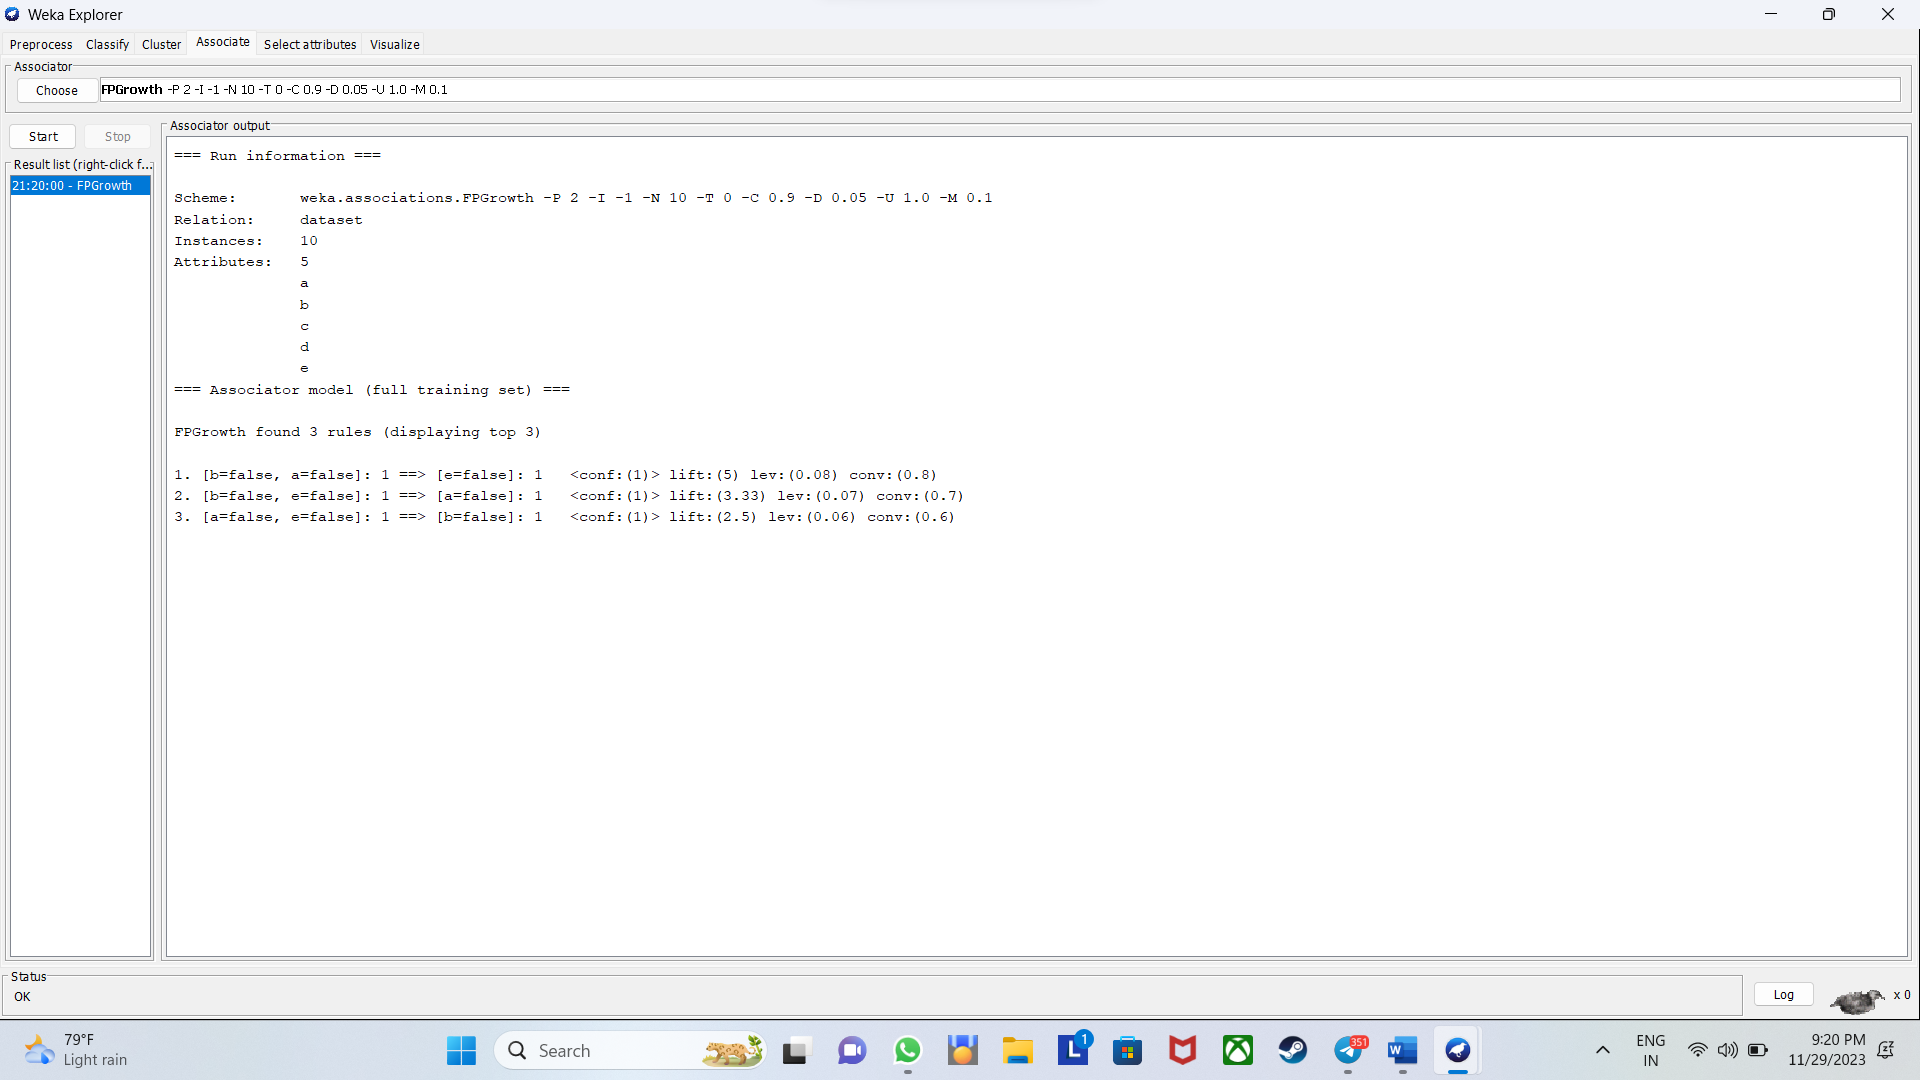 Weka Explorer
Preprocess Classify Cluster Associate Select attributes Visualize
Associator
Choose FPGrowth -P 2 -I -1 -N 10 -T 0 -C 0.9 -D 0.05 -U 1.0 -M 0.1
Start Stop
Result list (right-click f...
21:20:00 - FPGrowth
Associator output
=== Run information ===
Scheme: weka.associations.FPGrowth -P 2 -I -1 -N 10 -T 0 -C 0.9 -D 0.05 -U 1.0 -M 0.1
Relation: dataset
Instances: 10
Attributes: 5
a
b
c
d
e
=== Associator model (full training set) ===
FPGrowth found 3 rules (displaying top 3)
1. [b=false, a=false]: 1 ==> [e=false]: 1 <conf:(1)> lift:(5) lev:(0.08) conv:(0.8)
2. [b=false, e=false]: 1 ==> [a=false]: 1 <conf:(1)> lift:(3.33) lev:(0.07) conv:(0.7)
3. [a=false, e=false]: 1 ==> [b=false]: 1 <conf:(1)> lift:(2.5) lev:(0.06) conv:(0.6)
Status
OK
Log
x 0
79°F
Light rain
Search
L 1
351
W
ENG
IN
9:20 PM
11/29/2023